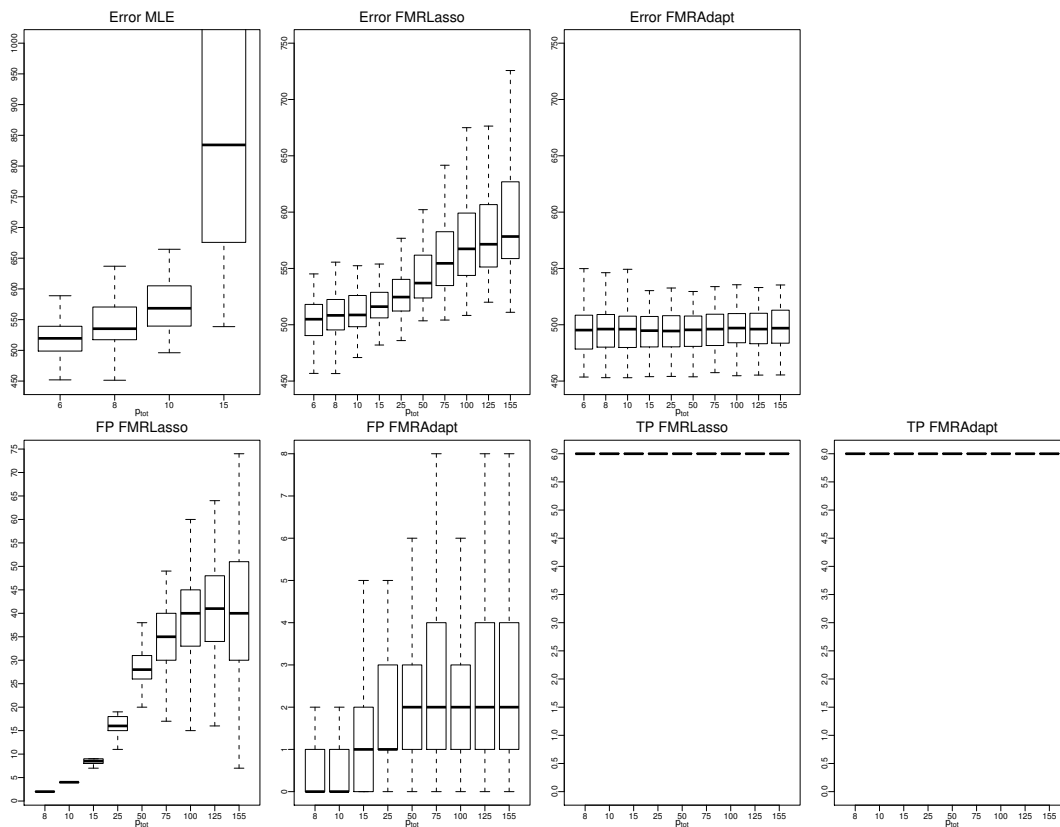 Error MLE
450 500 550 600 650 700 750 800 850 900 950 1000
6 8 10 15
ptot
Error FMRLasso
450 500 550 600 650 700 750
6 8 10 15 25 50 75 100 125 155
ptot
Error FMRAdapt
450 500 550 600 650 700 750
6 8 10 15 25 50 75 100 125 155
ptot
FP FMRLasso
0 5 10 15 20 25 30 35 40 45 50 55 60 65 70 75
8 10 15 25 50 75 100 125 155
ptot
FP FMRAdapt
0 1 2 3 4 5 6 7 8
8 10 15 25 50 75 100 125 155
ptot
TP FMRLasso
0.0 0.5 1.0 1.5 2.0 2.5 3.0 3.5 4.0 4.5 5.0 5.5 6.0
8 10 15 25 50 75 100 125 155
ptot
TP FMRAdapt
0.0 0.5 1.0 1.5 2.0 2.5 3.0 3.5 4.0 4.5 5.0 5.5 6.0
8 10 15 25 50 75 100 125 155
ptot